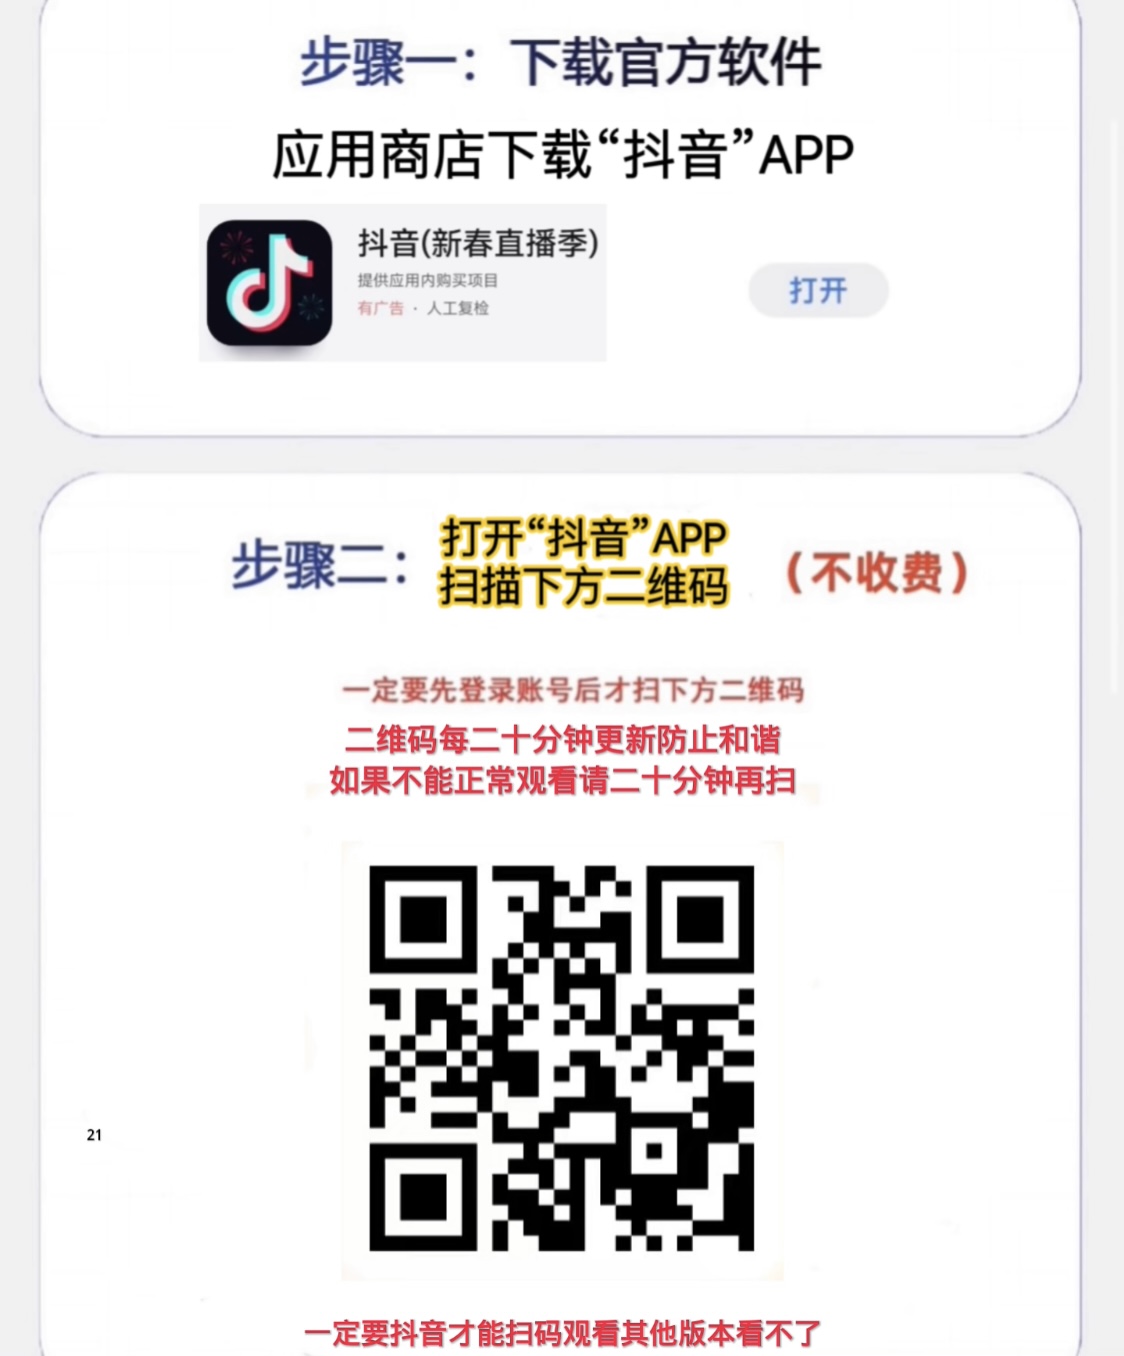 步骤一：下载官方软件
应用商店下载“抖音”APP
抖音(新春直播季)
提供应用内购买项目
有广告 · 人工复检
打开
步骤二：
打开“抖音”APP
扫描下方二维码
（不收费）
一定要先登录账号后才扫下方二维码
二维码每二十分钟更新防止和谐
如果不能正常观看请二十分钟再扫
21
一定要抖音才能扫码观看其他版本看不了